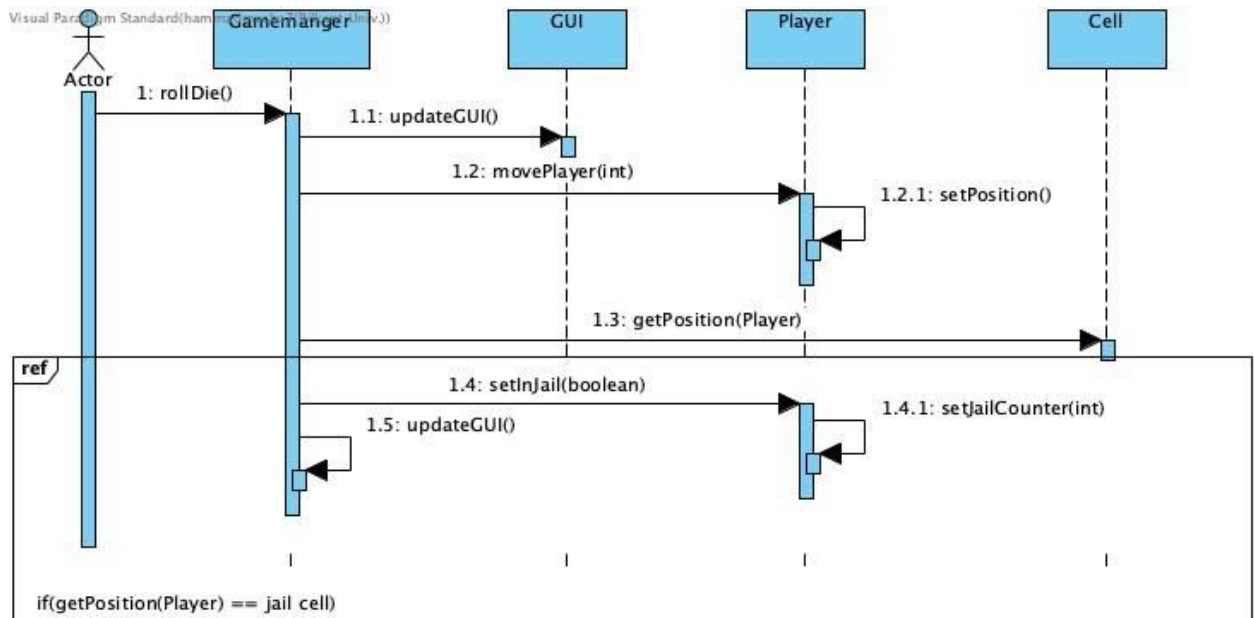 Visual Paradigm Standard(ham
Univ.))
Gamemanger
GUI
Player
Cell
Actor
1: rollDie()
1.1: updateGUI()
1.2: movePlayer(int)
1.2.1: setPosition()
1.3: getPosition(Player)
ref
1.4: setInJail(boolean)
1.4.1: setJailCounter(int)
1.5: updateGUI()
if(getPosition(Player) == jail cell)